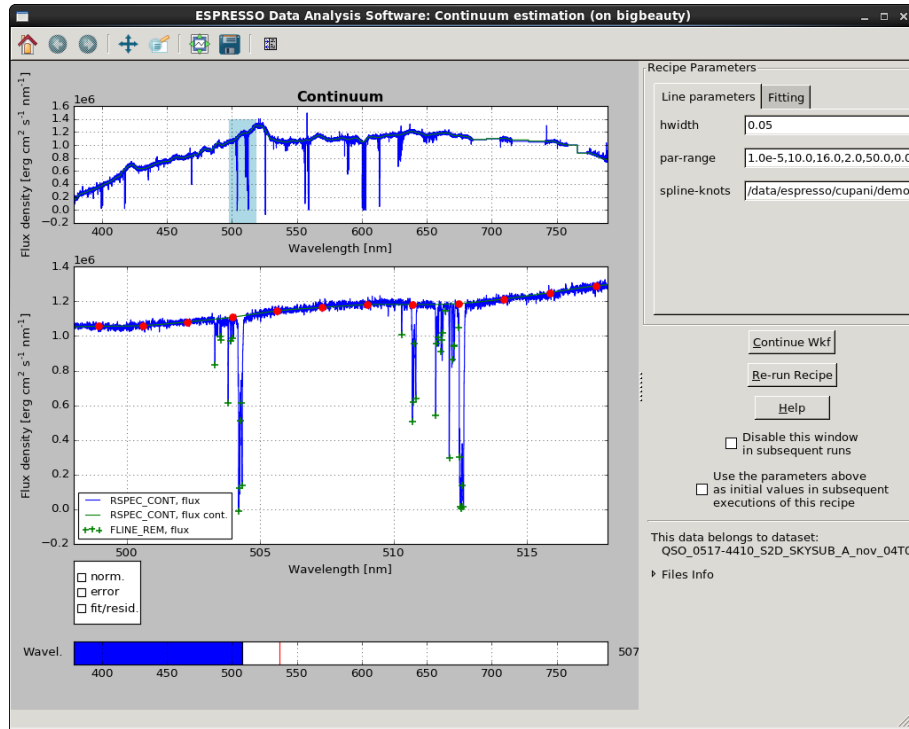 ESPRESSO Data Analysis Software: Continuum estimation (on bigbeauty)
Continuum
1e6
Flux density [erg cm⁻² s⁻¹ nm⁻¹]
1.6
1.4
1.2
1.0
0.8
0.6
0.4
0.2
0.0
−0.2
400 450 500 550 600 650 700 750
Wavelength [nm]
1e6
Flux density [erg cm⁻² s⁻¹ nm⁻¹]
1.4
1.2
1.0
0.8
0.6
0.4
0.2
0.0
−0.2
RSPEC_CONT, flux
RSPEC_CONT, flux cont.
FLINE_REM, flux
500 505 510 515
Wavelength [nm]
norm.
error
fit/resid.
Wavel. 507
400 450 500 550 600 650 700 750
Recipe Parameters
Line parameters Fitting
hwidth 0.05
par-range 1.0e-5,10.0,16.0,2.0,50.0,0.0
spline-knots /data/espresso/cupani/demo
Continue Wkf
Re-run Recipe
Help
Disable this window
in subsequent runs
Use the parameters above
as initial values in subsequent
executions of this recipe
This data belongs to dataset:
QSO_0517-4410_S2D_SKYSUB_A_nov_04T0
Files Info